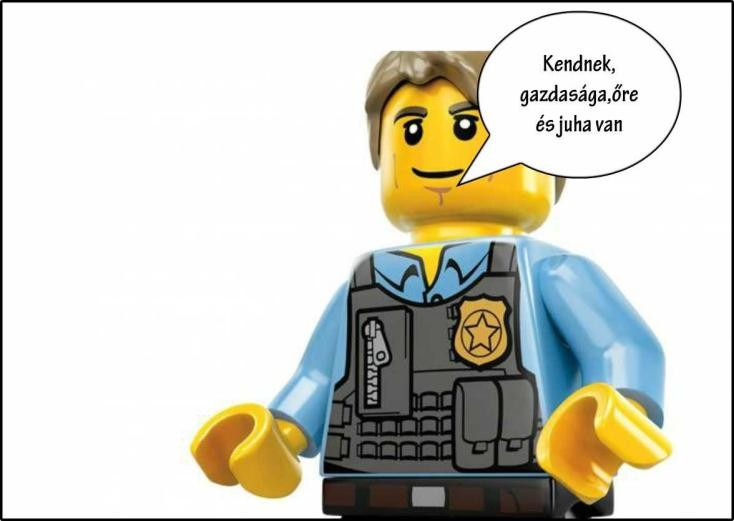 Kendnek,
gazdasága,őre
és juha van